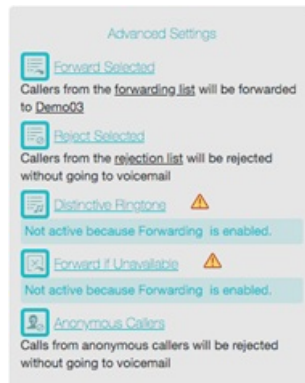 Advanced Settings
Forward Selected
Callers from the forwarding list will be forwarded
to Demo03
Reject Selected
Callers from the rejection list will be rejected
without going to voicemail
Distinctive Ringtone
Not active because Forwarding is enabled.
Forward if Unavailable
Not active because Forwarding is enabled.
Anonymous Callers
Calls from anonymous callers will be rejected
without going to voicemail